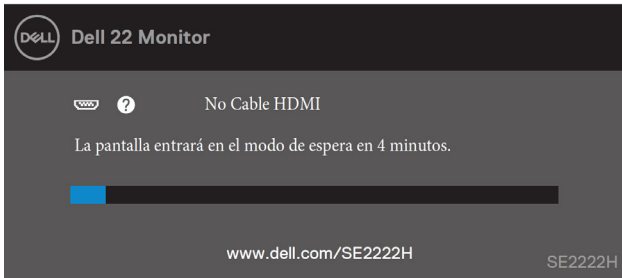 DELL Dell 22 Monitor
? No Cable HDMI
La pantalla entrará en el modo de espera en 4 minutos.
www.dell.com/SE2222H
SE2222H